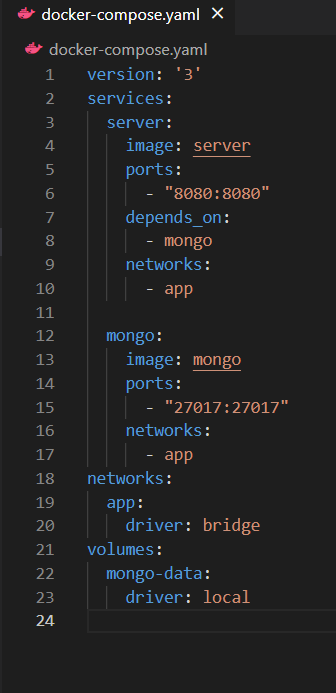 docker-compose.yaml ×
docker-compose.yaml
1 version: '3'
2 services:
3   server:
4     image: server
5     ports:
6       - "8080:8080"
7     depends_on:
8       - mongo
9     networks:
10       - app
11
12   mongo:
13     image: mongo
14     ports:
15       - "27017:27017"
16     networks:
17       - app
18 networks:
19   app:
20     driver: bridge
21 volumes:
22   mongo-data:
23     driver: local
24